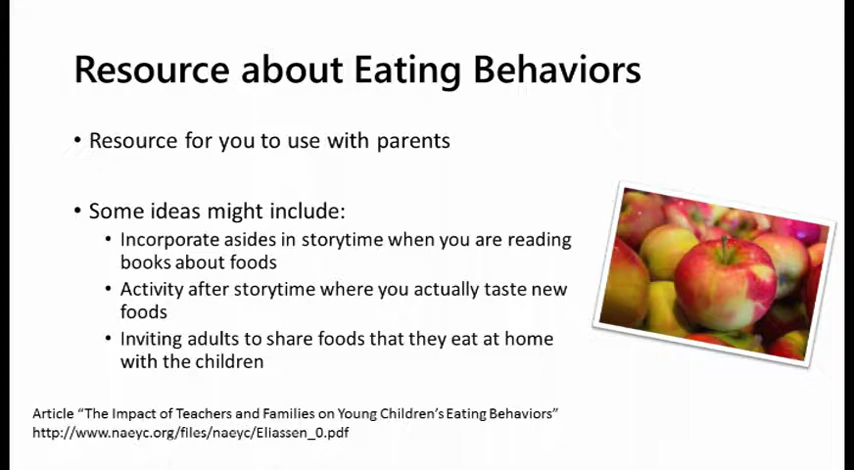 Resource about Eating Behaviors
• Resource for you to use with parents
• Some ideas might include:
• Incorporate asides in storytime when you are reading
books about foods
• Activity after storytime where you actually taste new
foods
• Inviting adults to share foods that they eat at home
with the children
Article “The Impact of Teachers and Families on Young Children’s Eating Behaviors”
http://www.naeyc.org/files/naeyc/Eliassen_0.pdf